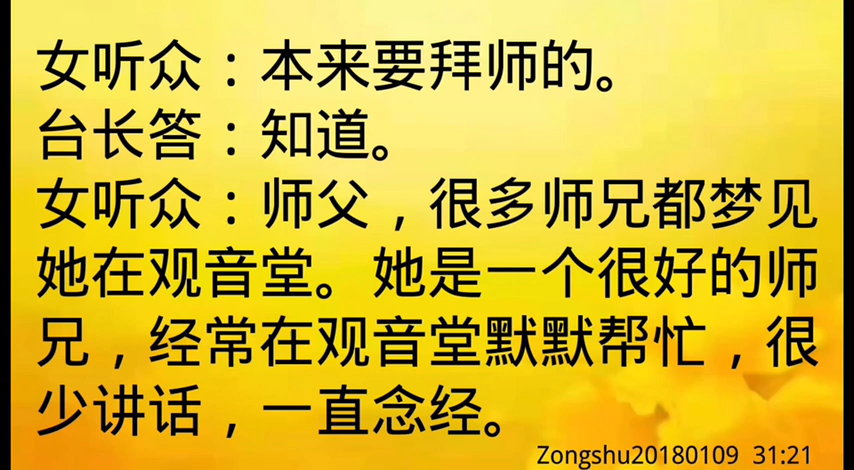 女听众：本来要拜师的。
台长答：知道。
女听众：师父，很多师兄都梦见
她在观音堂。她是一个很好的师
兄，经常在观音堂默默帮忙，很
少讲话，一直念经。
Zongshu20180109 31:21